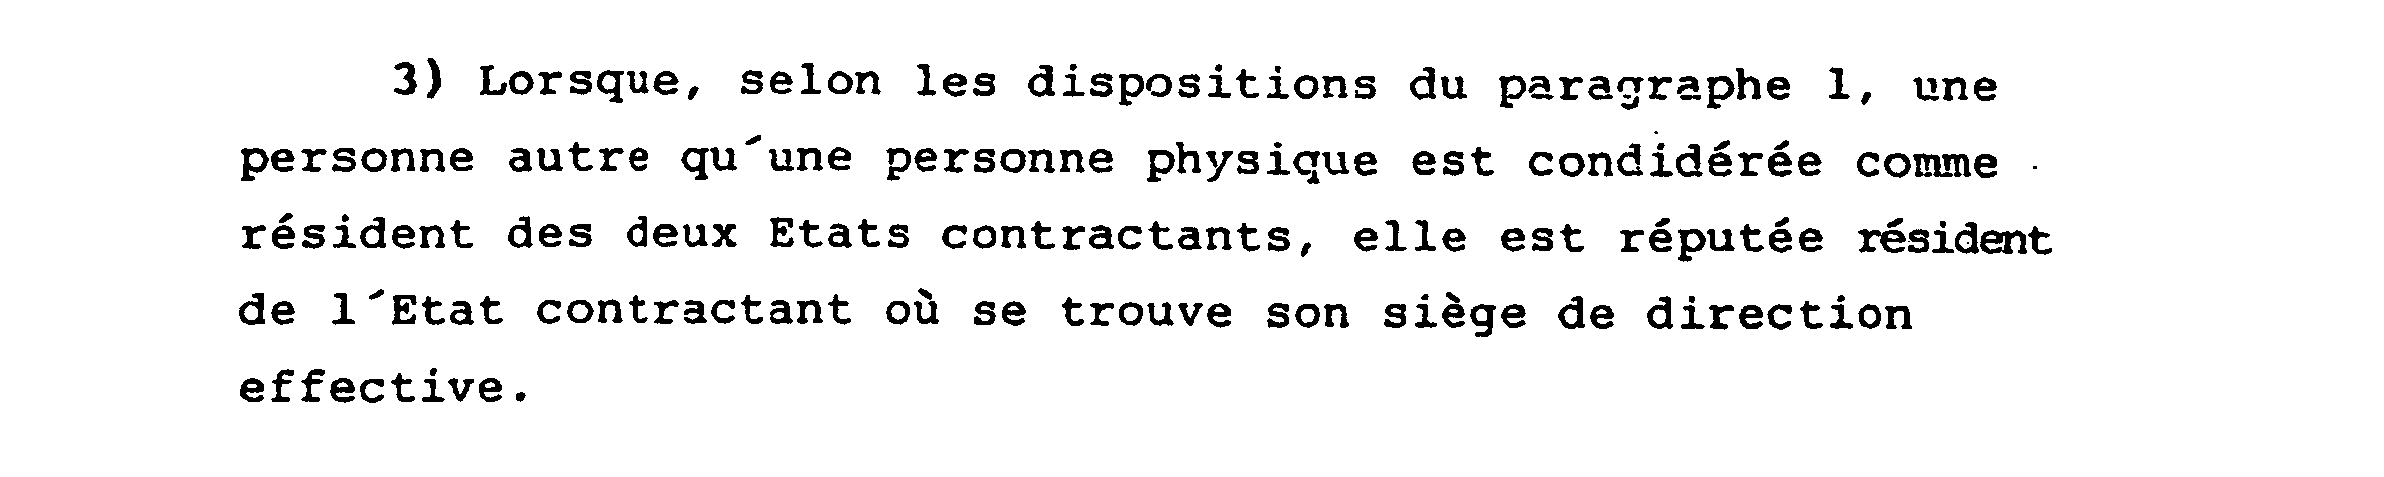 3) Lorsque, selon les dispositions du paragraphe 1, une
personne autre qu´une personne physique est condidérée comme
résident des deux Etats contractants, elle est réputée résident
de l´Etat contractant où se trouve son siège de direction
effective.